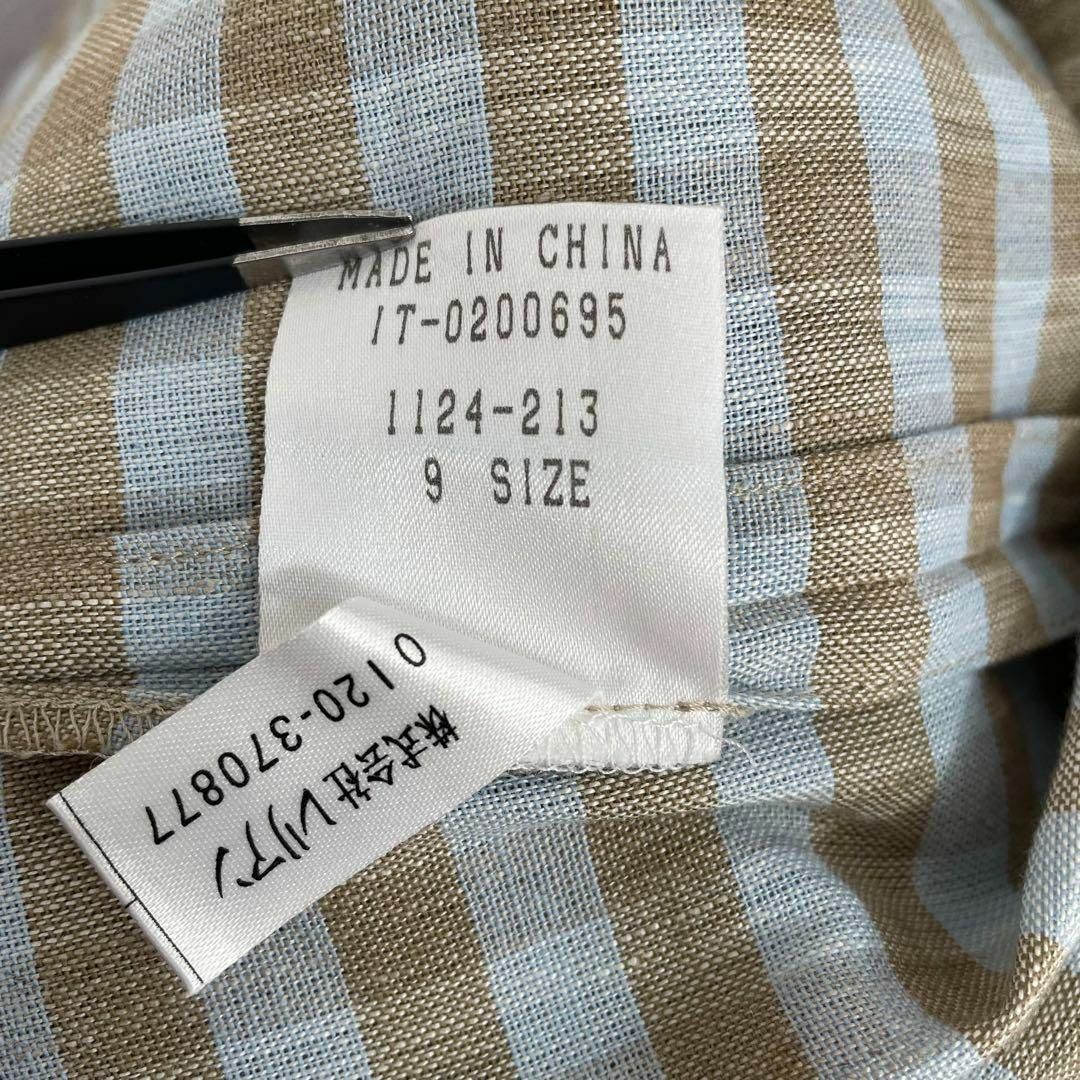 MADE IN CHINA
IT-0200695
1124-213
9 SIZE
株式会社レリアン
0120-370877